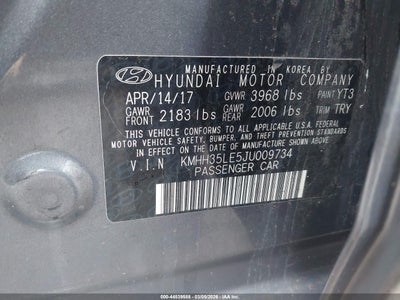 MANUFACTURED IN KOREA BY
HYUNDAI MOTOR COMPANY
APR/14/17 GVWR 3968 lbs PAINT YT3
GAWR FRONT 2183 lbs GAWR REAR 2006 lbs TRIM TRY
THIS VEHICLE CONFORMS TO ALL APPLICABLE U.S.A. FEDERAL
MOTOR VEHICLE SAFETY, BUMPER, AND THEFT PREVENTION STANDARDS
IN EFFECT ON THE DATE OF MANUFACTURE SHOWN ABOVE.
V.I.N KMHH35LE5JU009734
PASSENGER CAR